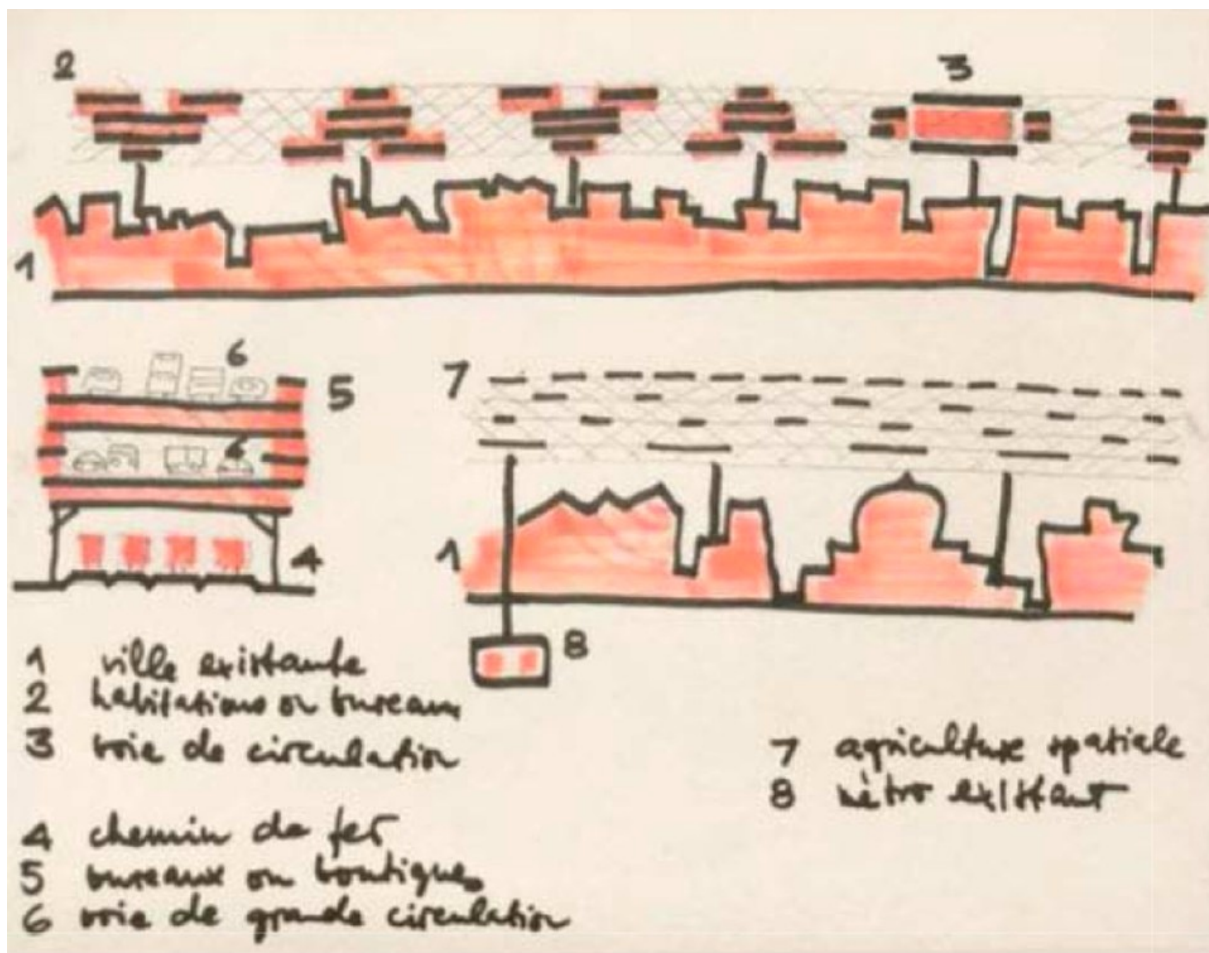 2
3
1
6
5
6
4
7
1
8
1 ville existante
2 habitations ou bureaux
3 voie de circulation
4 chemin de fer
5 bureaux ou boutiques
6 voie de grande circulation
7 agriculture spatiale
8 mètro existant